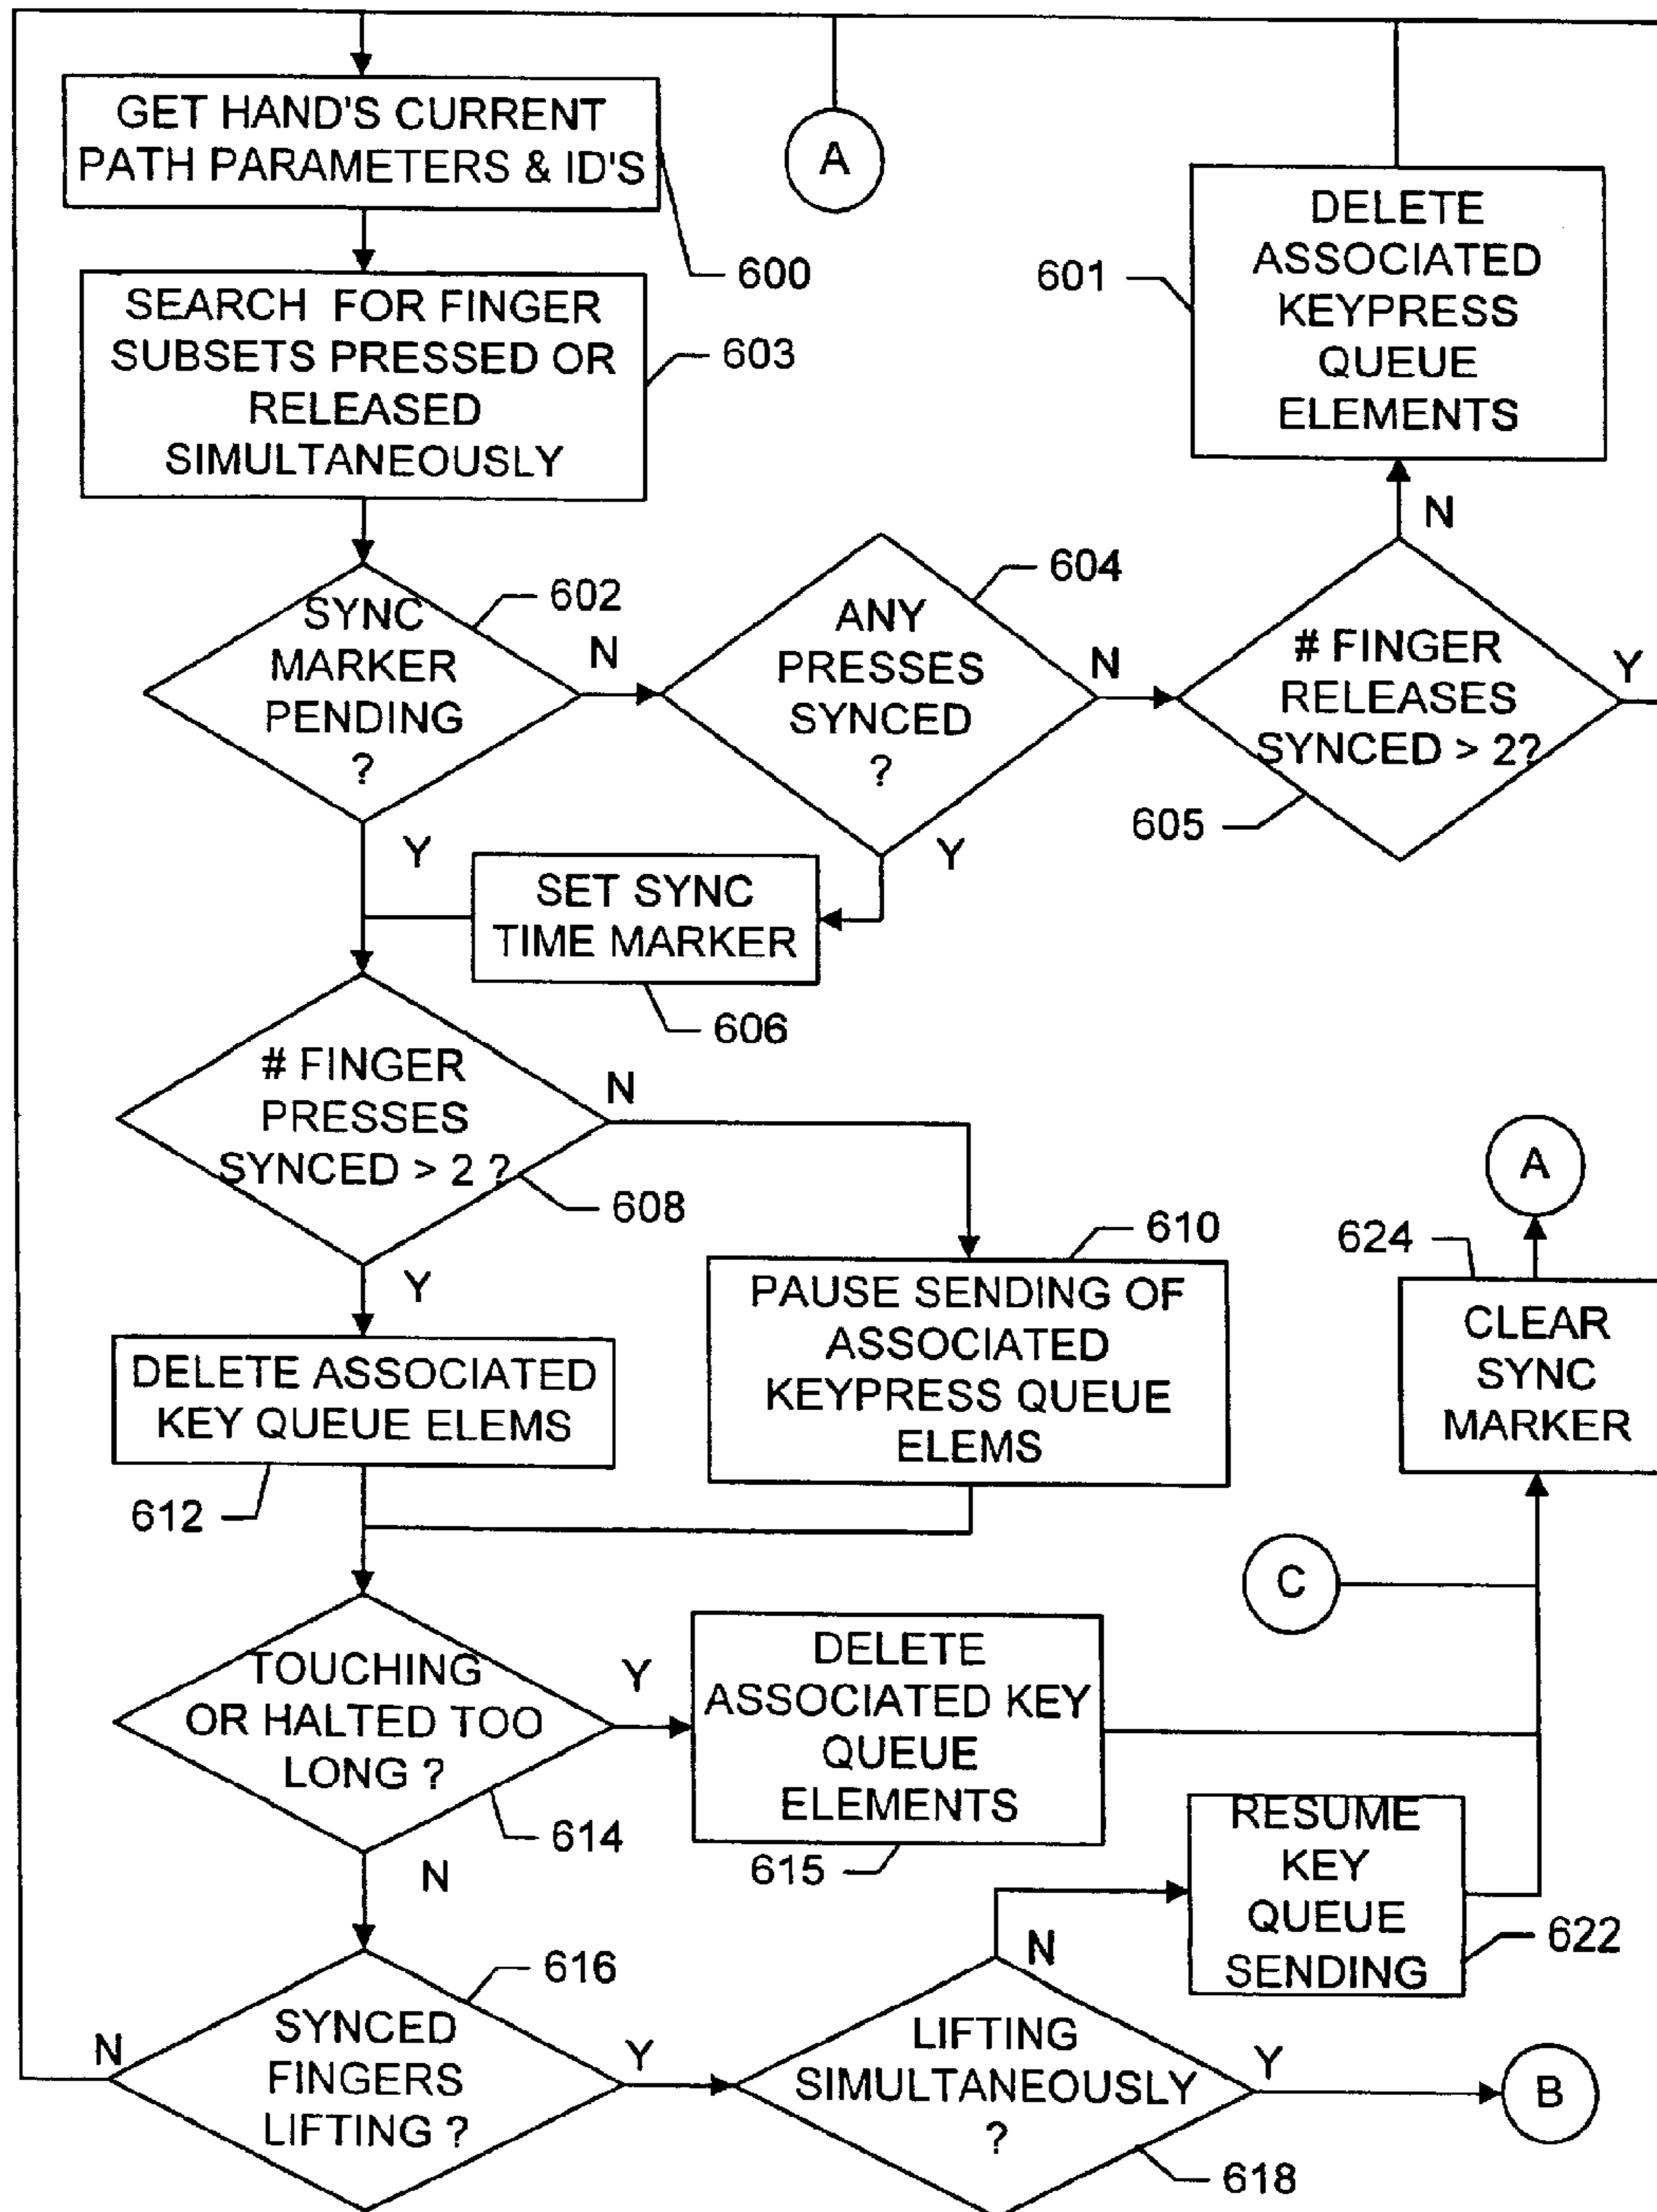 GET HAND'S CURRENT
PATH PARAMETERS & ID'S
600
A
DELETE
ASSOCIATED
KEYPRESS
QUEUE
ELEMENTS
601
SEARCH FOR FINGER
SUBSETS PRESSED OR
RELEASED
SIMULTANEOUSLY
603
N
SYNC
MARKER
PENDING
?
602
N
Y
ANY
PRESSES
SYNCED
?
604
N
Y
# FINGER
RELEASES
SYNCED > 2?
605
Y
SET SYNC
TIME MARKER
606
# FINGER
PRESSES
SYNCED > 2 ?
608
N
Y
PAUSE SENDING OF
ASSOCIATED
KEYPRESS QUEUE
ELEMS
610
A
624
CLEAR
SYNC
MARKER
DELETE ASSOCIATED
KEY QUEUE ELEMS
612
C
TOUCHING
OR HALTED TOO
LONG ?
614
Y
N
DELETE
ASSOCIATED KEY
QUEUE
ELEMENTS
615
RESUME
KEY
QUEUE
SENDING
622
SYNCED
FINGERS
LIFTING ?
616
N
Y
LIFTING
SIMULTANEOUSLY
?
618
N
Y
B